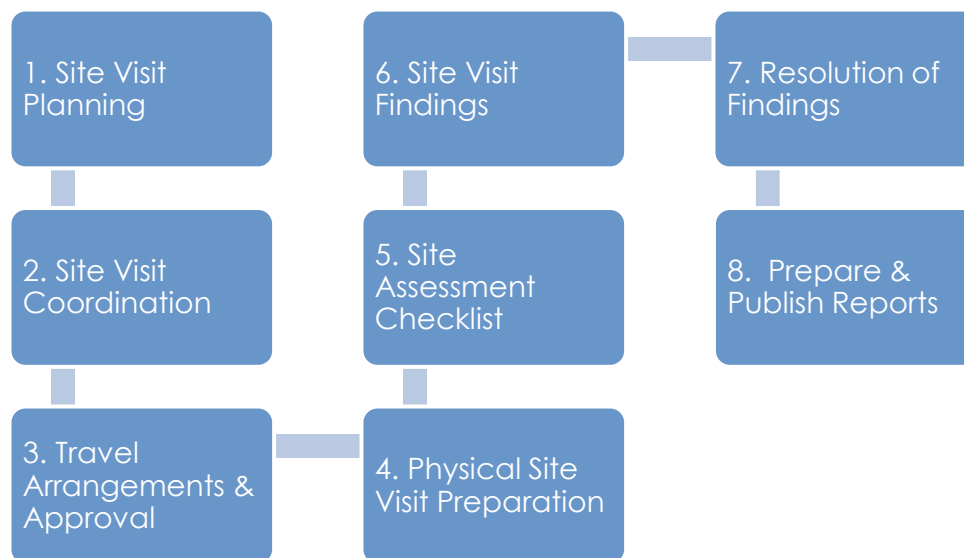 1. Site Visit
Planning
2. Site Visit
Coordination
3. Travel
Arrangements &
Approval
4. Physical Site
Visit Preparation
5. Site
Assessment
Checklist
6. Site Visit
Findings
7. Resolution of
Findings
8.  Prepare &
Publish Reports